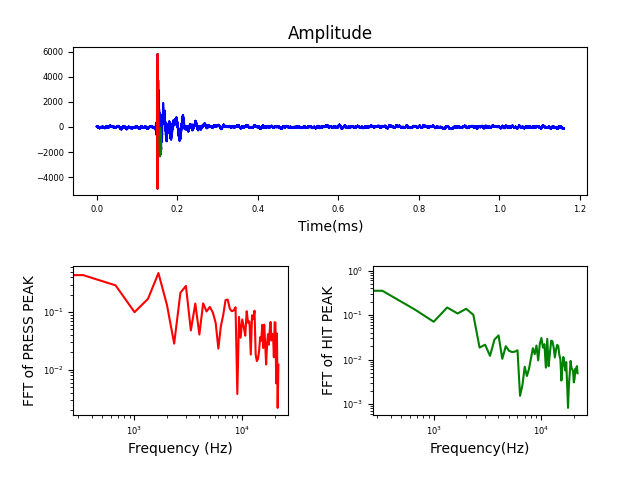 Amplitude
6000
4000
2000
0
−2000
−4000
0.0 0.2 0.4 0.6 0.8 1.0 1.2
Time(ms)
FFT of PRESS PEAK
10⁻¹
10⁻²
10³ 10⁴
Frequency (Hz)
FFT of HIT PEAK
10⁰
10⁻¹
10⁻²
10⁻³
10³ 10⁴
Frequency(Hz)